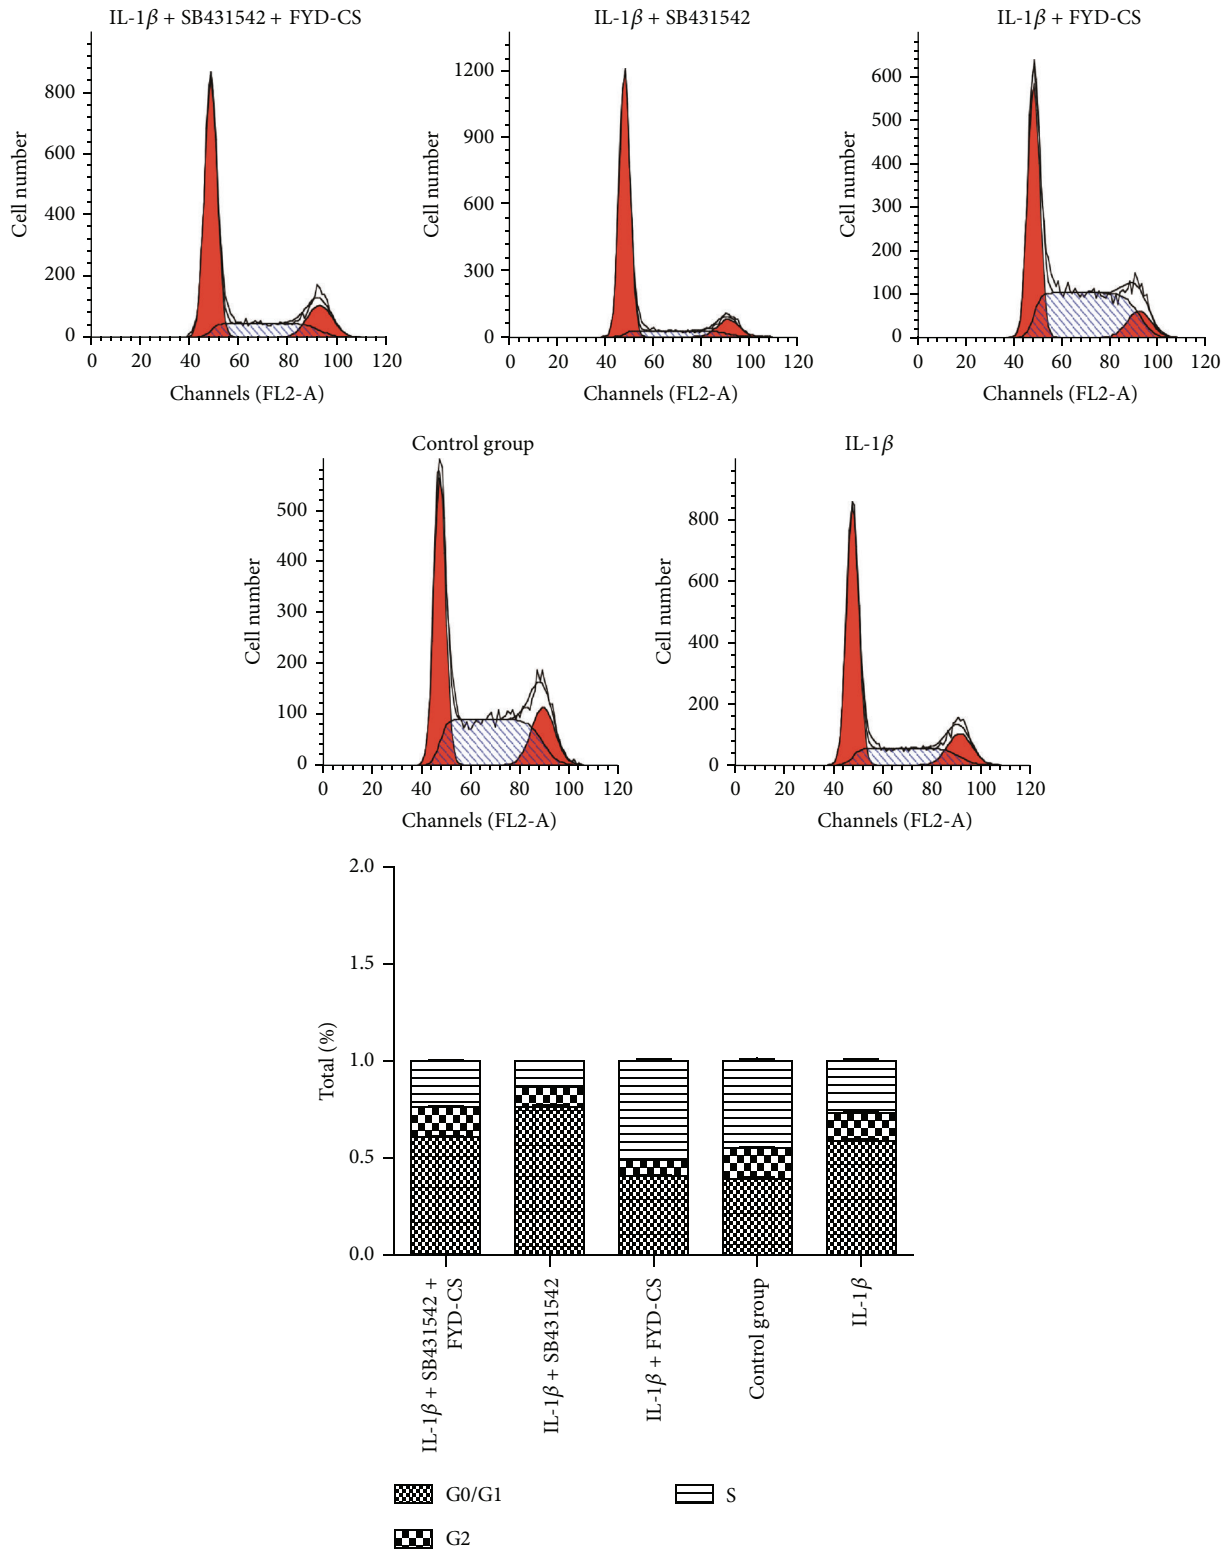 IL-1β + SB431542 + FYD-CS
IL-1β + SB431542
IL-1β + FYD-CS
Cell number
800
600
400
200
0
0 20 40 60 80 100 120
Channels (FL2-A)
Cell number
1200
900
600
300
0
0 20 40 60 80 100 120
Channels (FL2-A)
Cell number
600
500
400
300
200
100
0
0 20 40 60 80 100 120
Channels (FL2-A)
Control group
IL-1β
Cell number
500
400
300
200
100
0
0 20 40 60 80 100 120
Channels (FL2-A)
Cell number
800
600
400
200
0
0 20 40 60 80 100 120
Channels (FL2-A)
Total (%)
2.0
1.5
1.0
0.5
0.0
IL-1β + SB431542 +
FYD-CS
IL-1β + SB431542
IL-1β + FYD-CS
Control group
IL-1β
G0/G1
S
G2